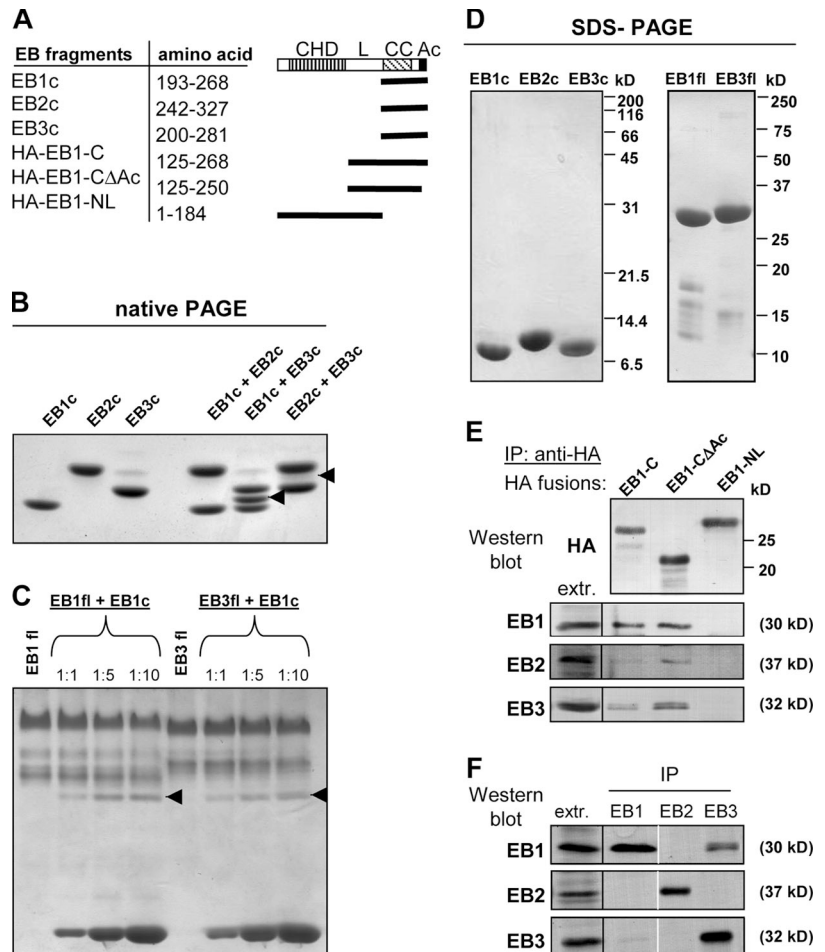 A
CHD L CC Ac
EB fragments amino acid
EB1c 193-268
EB2c 242-327
EB3c 200-281
HA-EB1-C 125-268
HA-EB1-CΔAc 125-250
HA-EB1-NL 1-184
B
native PAGE
EB1c EB2c EB3c EB1c + EB2c EB1c + EB3c EB2c + EB3c
C
EB1 fl EB1fl + EB1c EB3 fl EB3fl + EB1c
1:1 1:5 1:10 1:1 1:5 1:10
D
SDS- PAGE
EB1c EB2c EB3c kD
200
116
66
45
31
21.5
14.4
6.5
EB1fl EB3fl kD
250
75
50
37
25
20
15
10
E
IP: anti-HA
HA fusions: EB1-C EB1-CΔAc EB1-NL
kD
Western
blot
HA
25
20
extr.
EB1 (30 kD)
EB2 (37 kD)
EB3 (32 kD)
F
IP
Western
blot
extr. EB1 EB2 EB3
EB1 (30 kD)
EB2 (37 kD)
EB3 (32 kD)